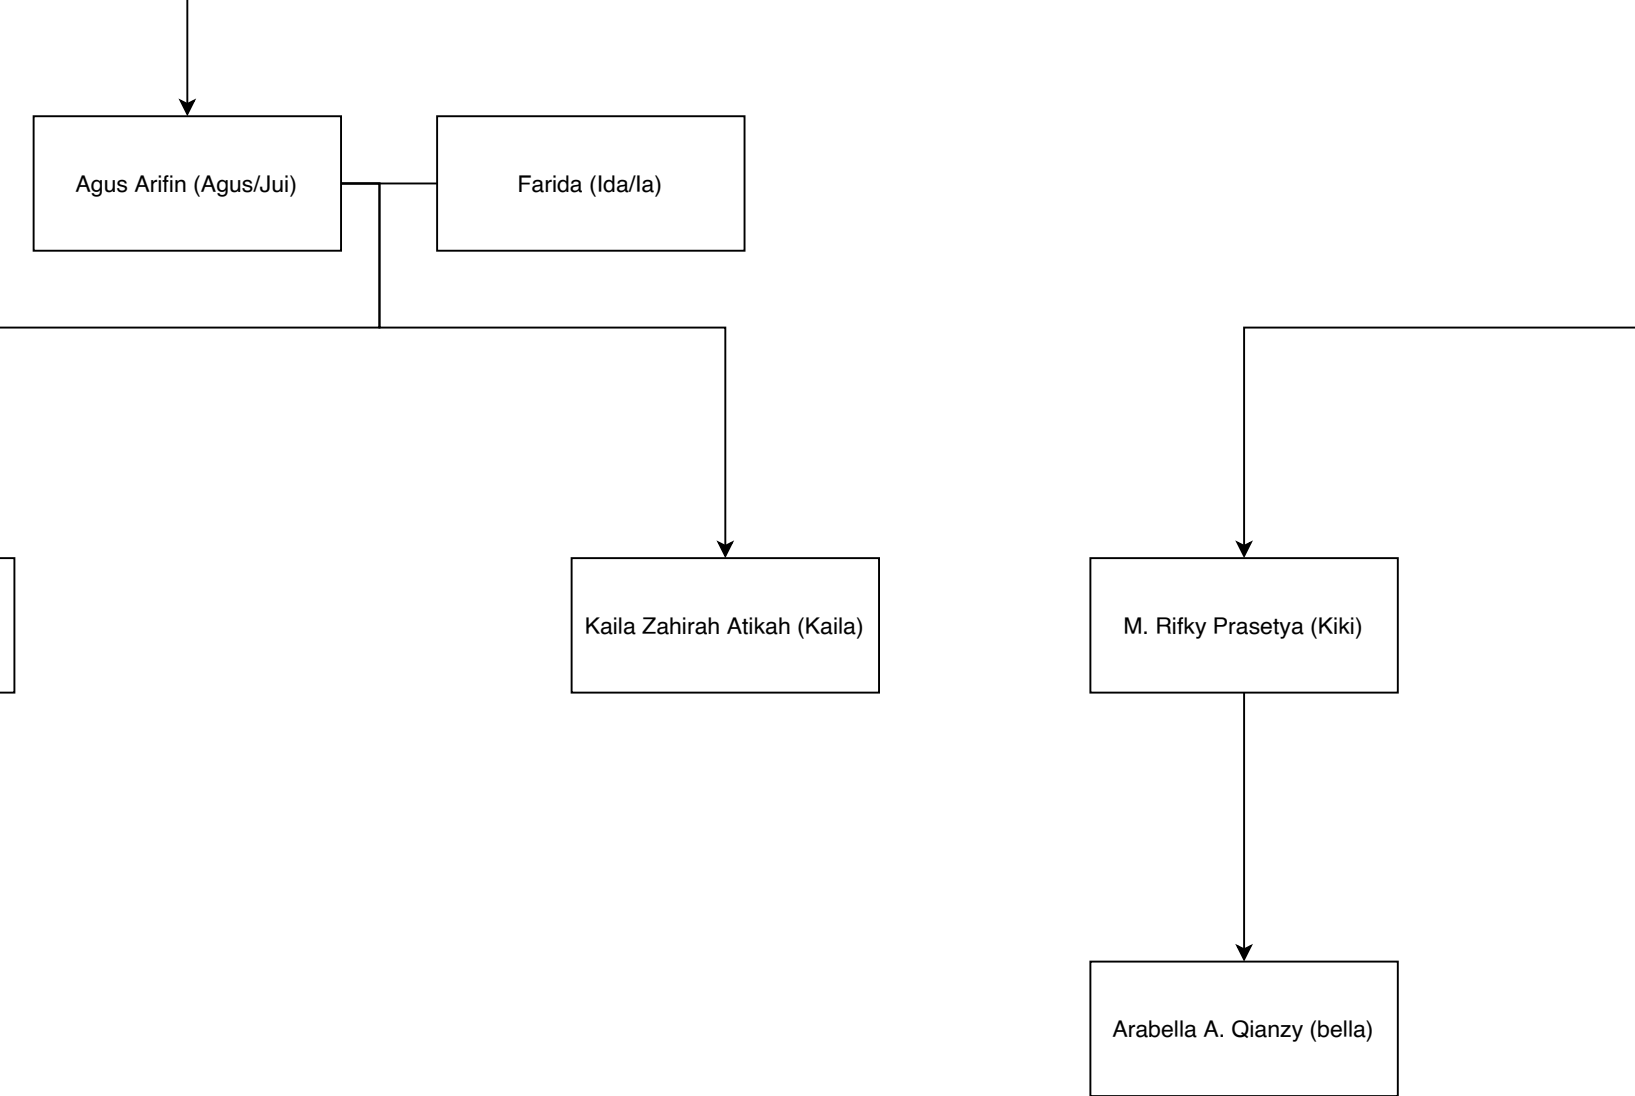 Agus Arifin (Agus/Jui)
Farida (Ida/Ia)
Kaila Zahirah Atikah (Kaila)
M. Rifky Prasetya (Kiki)
Arabella A. Qianzy (bella)